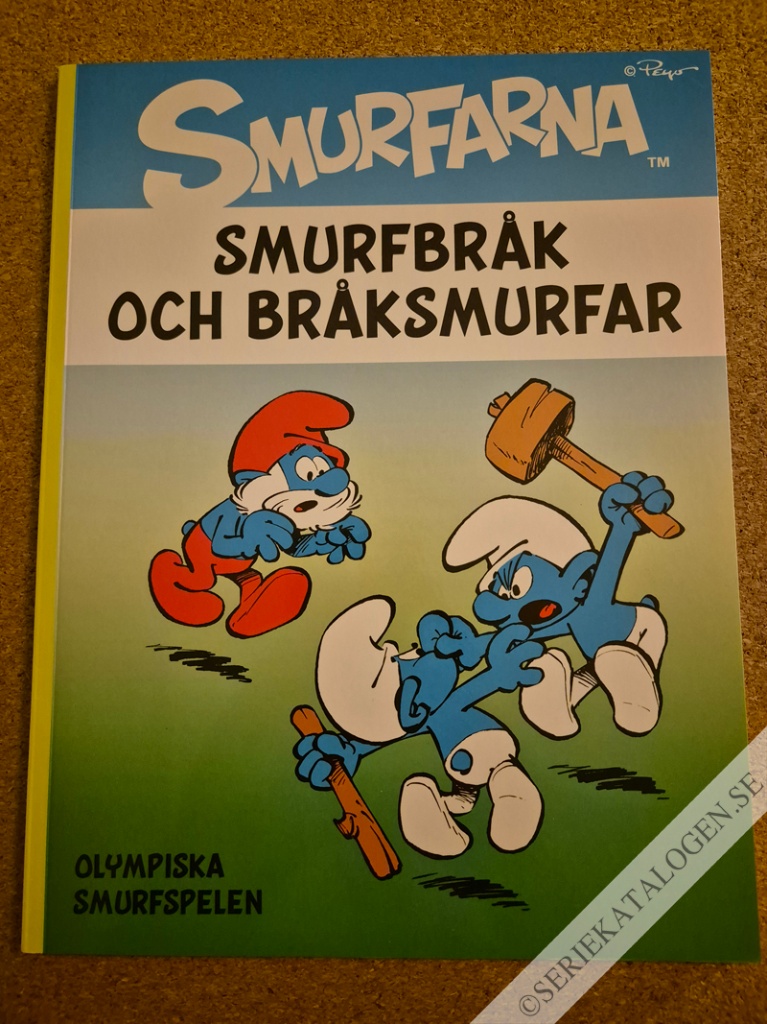 © Peyo
SMURFARNA
TM
SMURFBRÅK
OCH BRÅKSMURFAR
OLYMPISKA
SMURFSPELEN
©SERIEKATALOGEN.SE